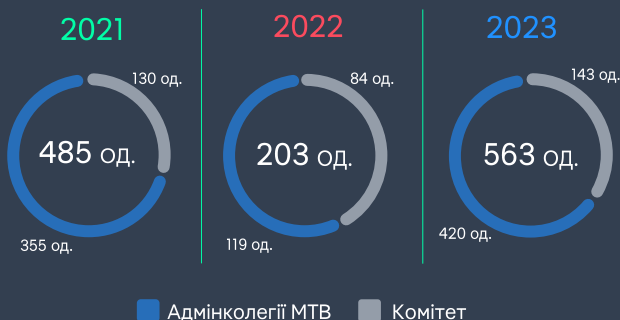 2021
2022
2023
130 од.
84 од.
143 од.
485 од.
203 од.
563 од.
355 од.
119 од.
420 од.
Адмінколегії МТВ
Комітет